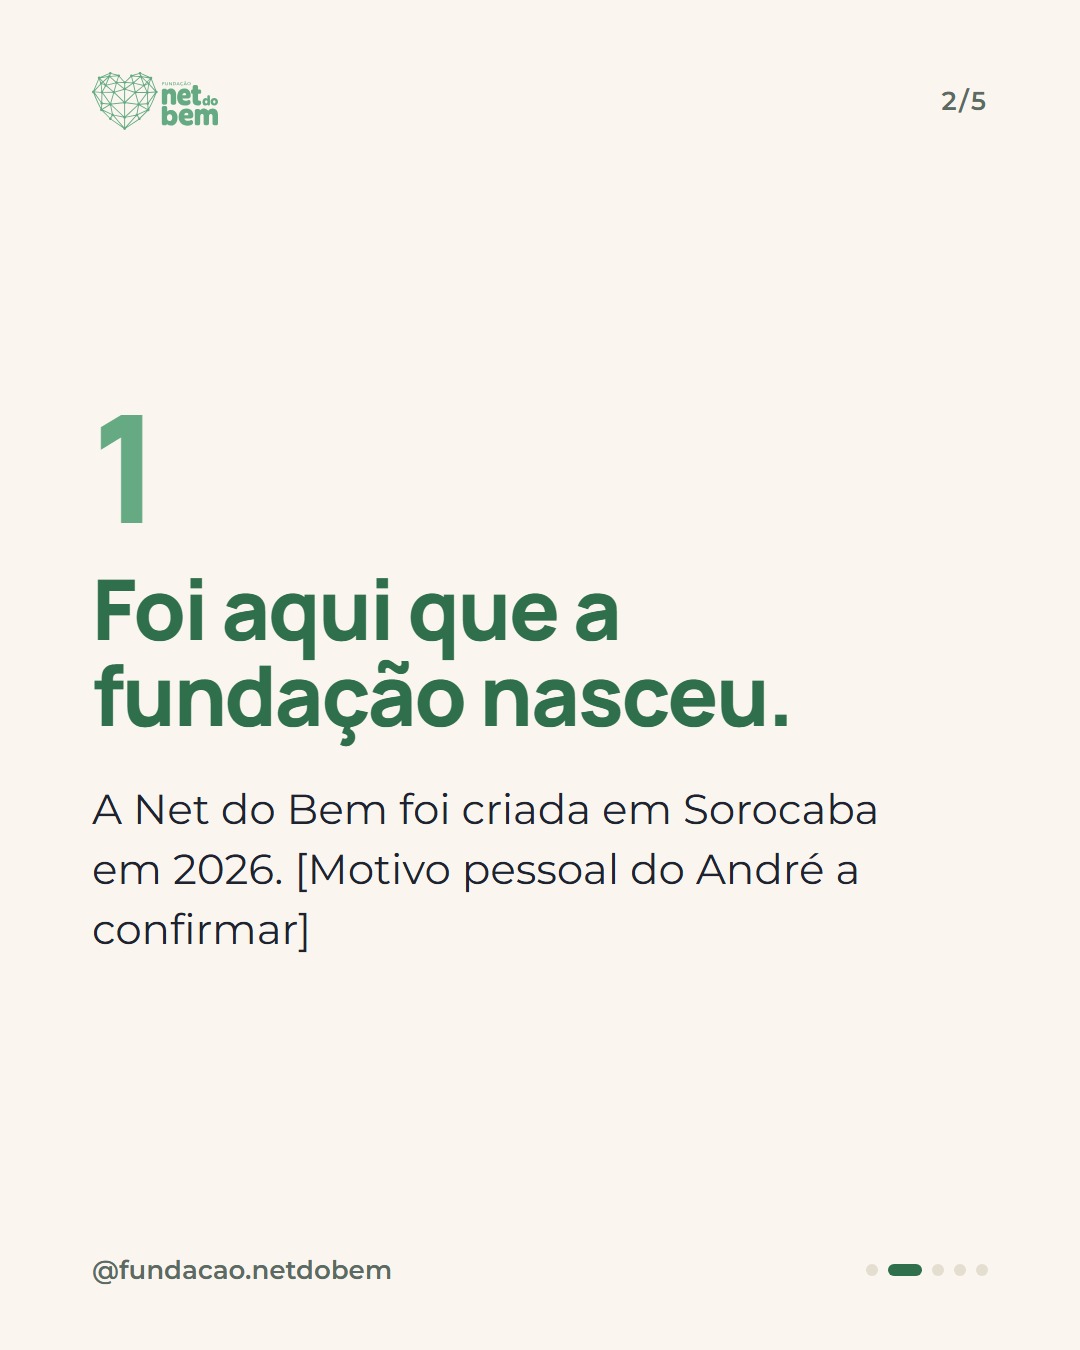 FUNDAÇÃO
net do
bem
2/5
1
Foi aqui que a
fundação nasceu.
A Net do Bem foi criada em Sorocaba
em 2026. [Motivo pessoal do André a
confirmar]
@fundacao.netdobem